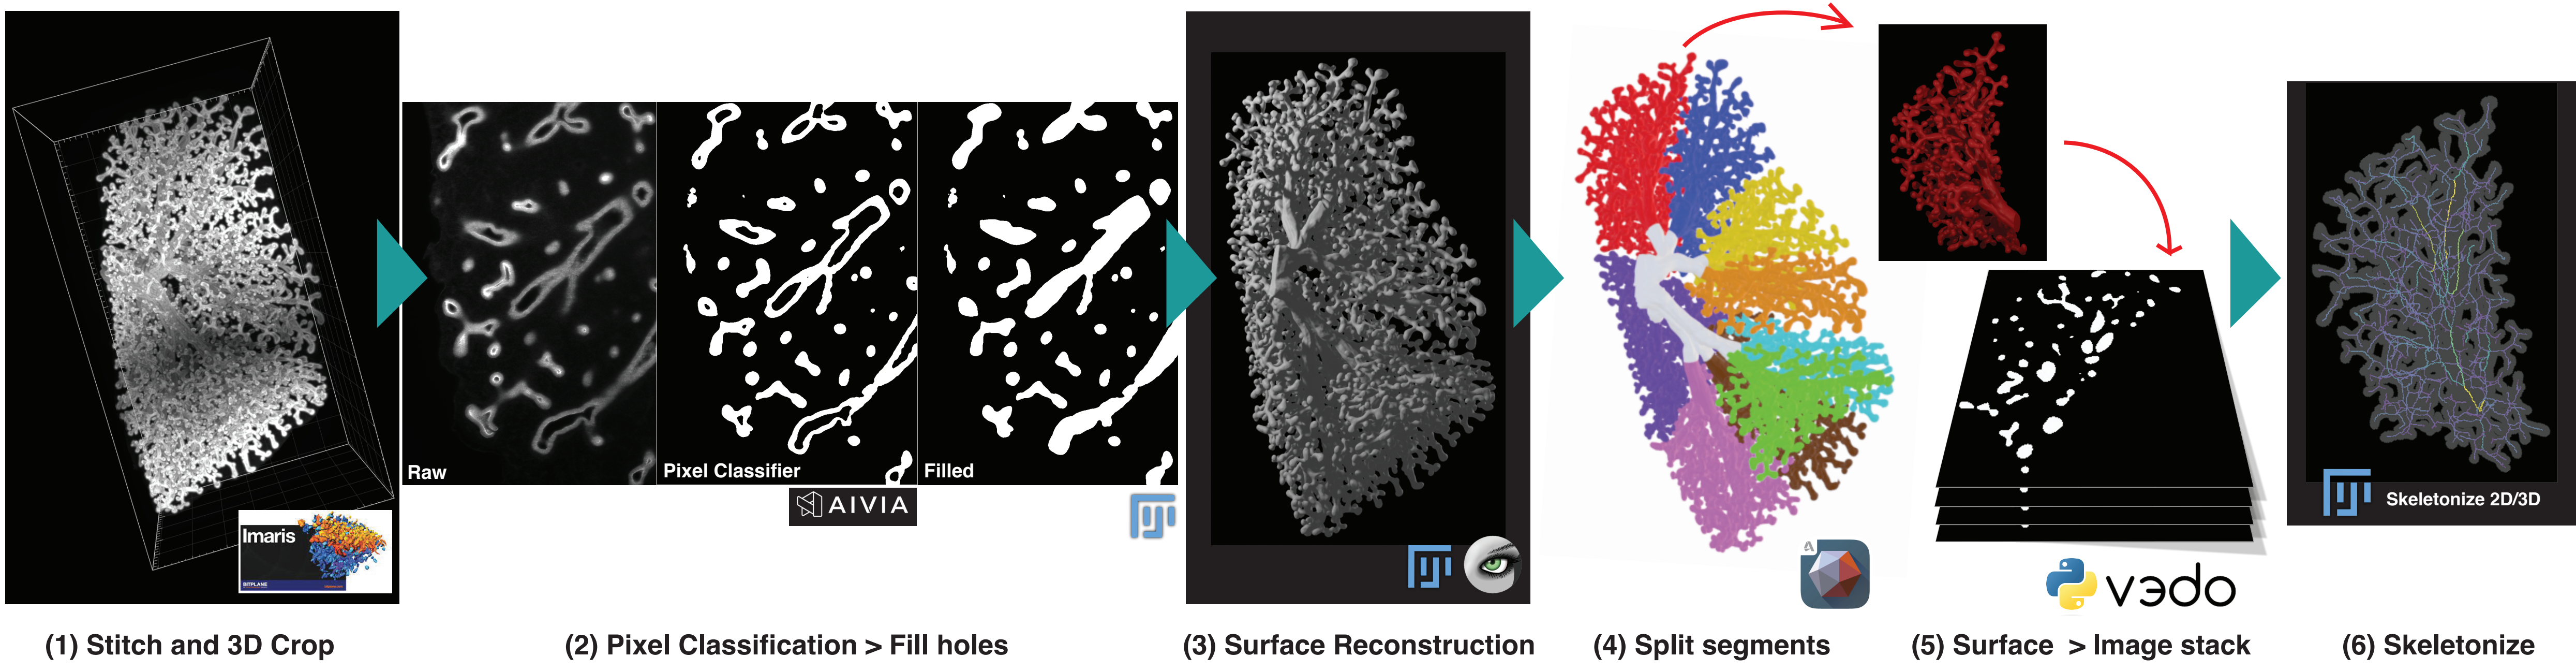 Imaris
BITPLANE
Raw
Pixel Classifier
Filled
AIVIA
A
vedo
Skeletonize 2D/3D
(1) Stitch and 3D Crop
(2) Pixel Classification > Fill holes
(3) Surface Reconstruction
(4) Split segments
(5) Surface > Image stack
(6) Skeletonize